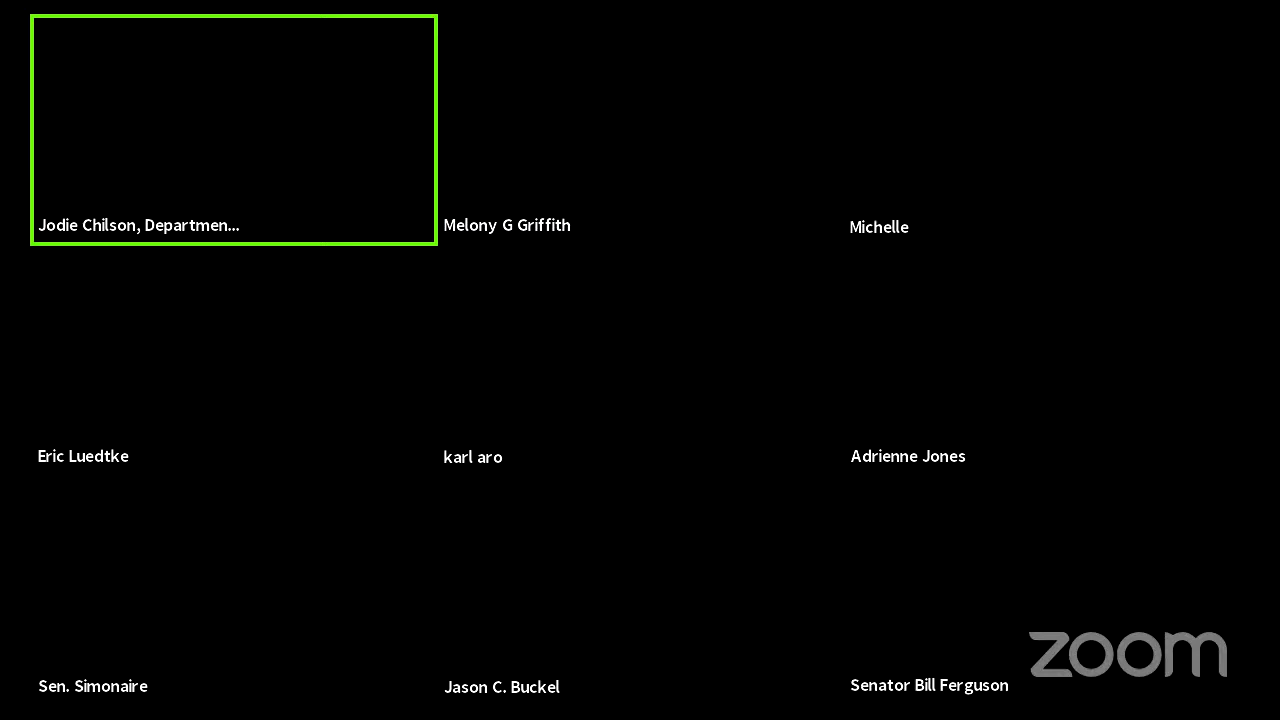 Jodie Chilson, Departmen...
Melony G Griffith
Michelle
Eric Luedtke
karl aro
Adrienne Jones
Sen. Simonaire
Jason C. Buckel
Senator Bill Ferguson
zoom